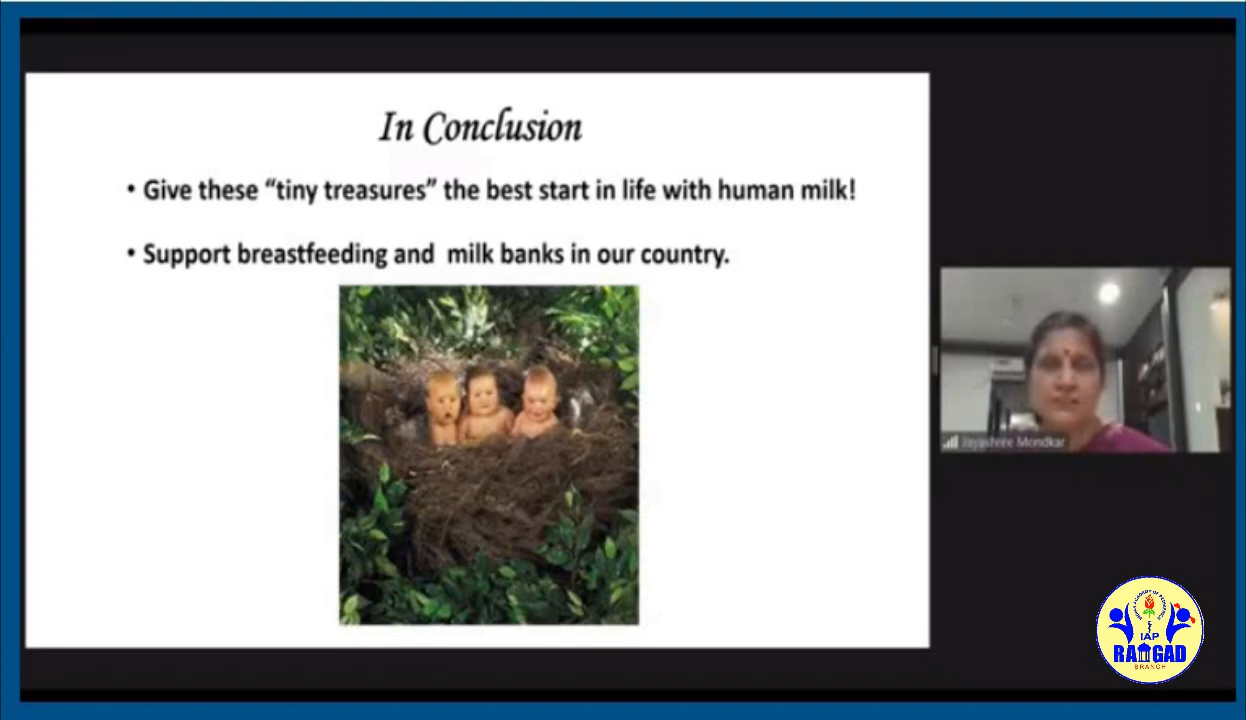 In Conclusion
• Give these “tiny treasures” the best start in life with human milk!
• Support breastfeeding and  milk banks in our country.
Jayashree Mondkar
IAP
RAIGAD
BRANCH